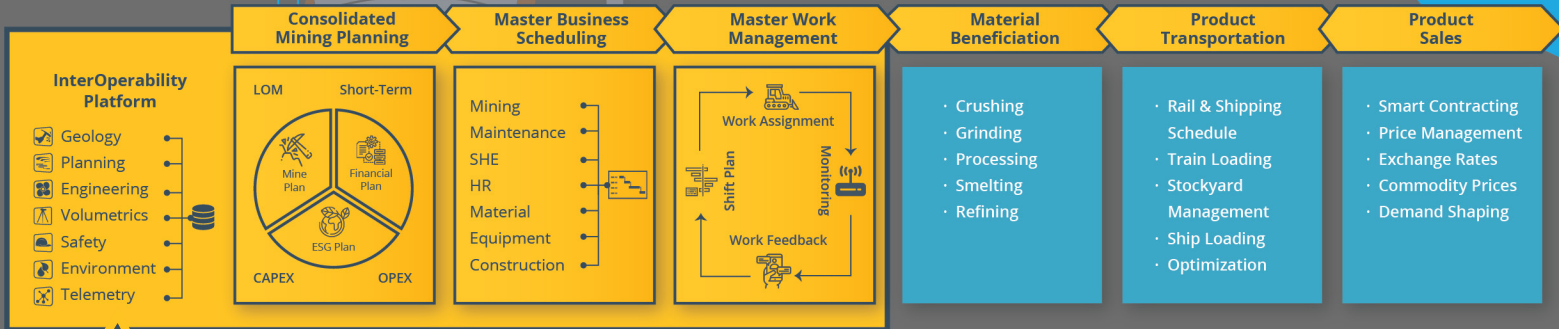 Consolidated
Mining Planning
Master Business
Scheduling
Master Work
Management
Material
Beneficiation
Product
Transportation
Product
Sales
InterOperability
Platform
Geology
Planning
Engineering
Volumetrics
Safety
Environment
Telemetry
LOM
Short-Term
Mine
Plan
Financial
Plan
ESG Plan
CAPEX
OPEX
Mining
Maintenance
SHE
HR
Material
Equipment
Construction
Work Assignment
Shift Plan
Monitoring
Work Feedback
· Crushing
· Grinding
· Processing
· Smelting
· Refining
· Rail & Shipping
Schedule
· Train Loading
· Stockyard
Management
· Ship Loading
· Optimization
· Smart Contracting
· Price Management
· Exchange Rates
· Commodity Prices
· Demand Shaping